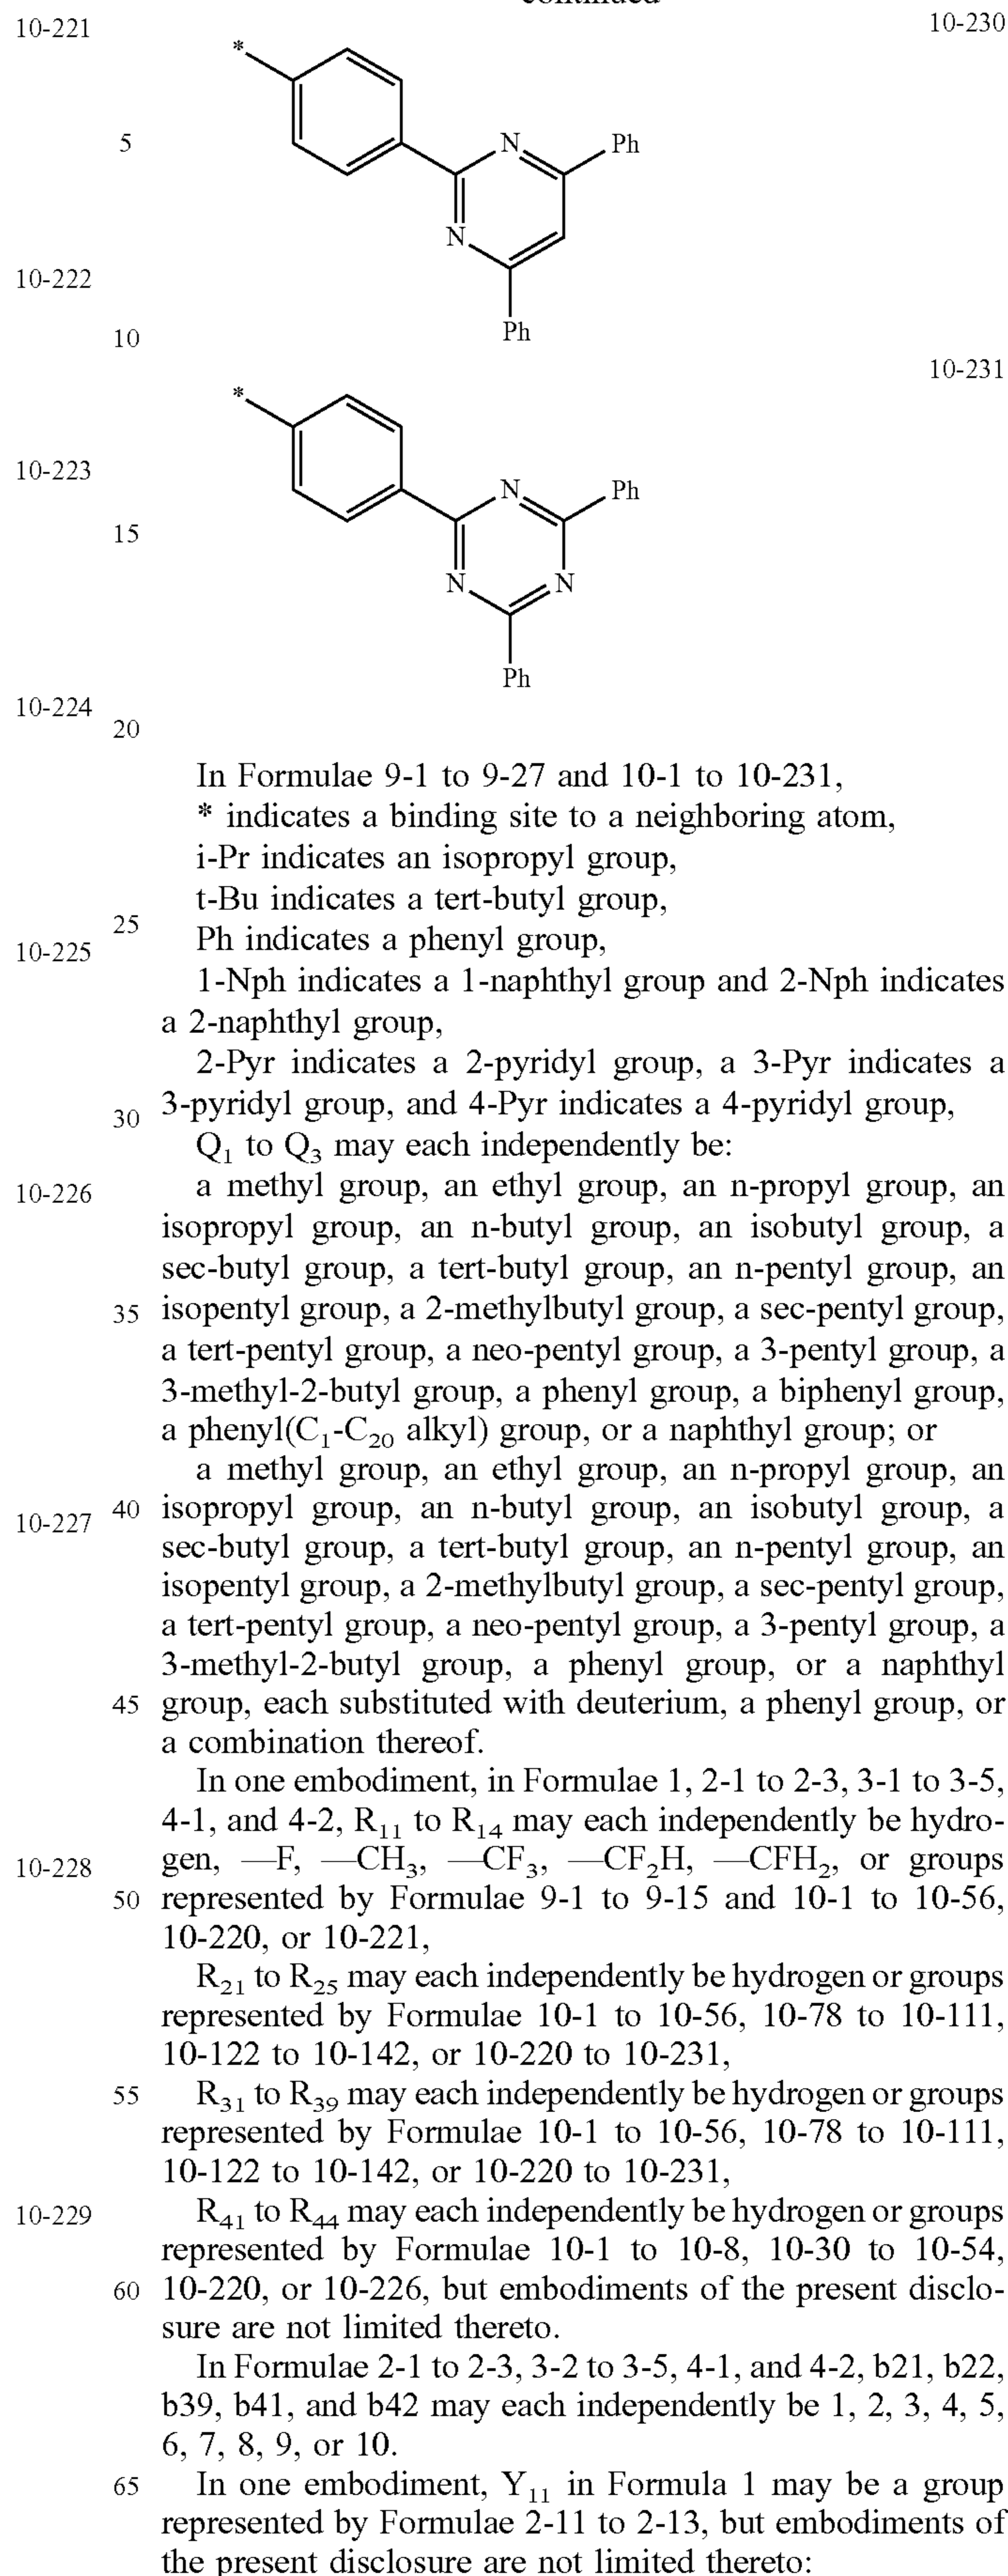 continued
10-221
10-230
*
5
N
Ph
N
10-222
Ph
10
10-231
*
10-223
N
Ph
15
N
N
Ph
10-224
20
In Formulae 9-1 to 9-27 and 10-1 to 10-231,
* indicates a binding site to a neighboring atom,
i-Pr indicates an isopropyl group,
t-Bu indicates a tert-butyl group,
25
Ph indicates a phenyl group,
10-225
1-Nph indicates a 1-naphthyl group and 2-Nph indicates
a 2-naphthyl group,
2-Pyr indicates a 2-pyridyl group, a 3-Pyr indicates a
30 3-pyridyl group, and 4-Pyr indicates a 4-pyridyl group,
Q₁ to Q₃ may each independently be:
10-226 a methyl group, an ethyl group, an n-propyl group, an
isopropyl group, an n-butyl group, an isobutyl group, a
sec-butyl group, a tert-butyl group, an n-pentyl group, an
35 isopentyl group, a 2-methylbutyl group, a sec-pentyl group,
a tert-pentyl group, a neo-pentyl group, a 3-pentyl group, a
3-methyl-2-butyl group, a phenyl group, a biphenyl group,
a phenyl(C₁-C₂₀ alkyl) group, or a naphthyl group; or
a methyl group, an ethyl group, an n-propyl group, an
10-227 40 isopropyl group, an n-butyl group, an isobutyl group, a
sec-butyl group, a tert-butyl group, an n-pentyl group, an
isopentyl group, a 2-methylbutyl group, a sec-pentyl group,
a tert-pentyl group, a neo-pentyl group, a 3-pentyl group, a
3-methyl-2-butyl group, a phenyl group, or a naphthyl
45 group, each substituted with deuterium, a phenyl group, or
a combination thereof.
In one embodiment, in Formulae 1, 2-1 to 2-3, 3-1 to 3-5,
4-1, and 4-2, R₁₁ to R₁₄ may each independently be hydro-
10-228 gen, —F, —CH₃, —CF₃, —CF₂H, —CFH₂, or groups
50 represented by Formulae 9-1 to 9-15 and 10-1 to 10-56,
10-220, or 10-221,
R₂₁ to R₂₅ may each independently be hydrogen or groups
represented by Formulae 10-1 to 10-56, 10-78 to 10-111,
10-122 to 10-142, or 10-220 to 10-231,
55 R₃₁ to R₃₉ may each independently be hydrogen or groups
represented by Formulae 10-1 to 10-56, 10-78 to 10-111,
10-122 to 10-142, or 10-220 to 10-231,
10-229 R₄₁ to R₄₄ may each independently be hydrogen or groups
represented by Formulae 10-1 to 10-8, 10-30 to 10-54,
60 10-220, or 10-226, but embodiments of the present disclo-
sure are not limited thereto.
In Formulae 2-1 to 2-3, 3-2 to 3-5, 4-1, and 4-2, b21, b22,
b39, b41, and b42 may each independently be 1, 2, 3, 4, 5,
6, 7, 8, 9, or 10.
65 In one embodiment, Y₁₁ in Formula 1 may be a group
represented by Formulae 2-11 to 2-13, but embodiments of
the present disclosure are not limited thereto: